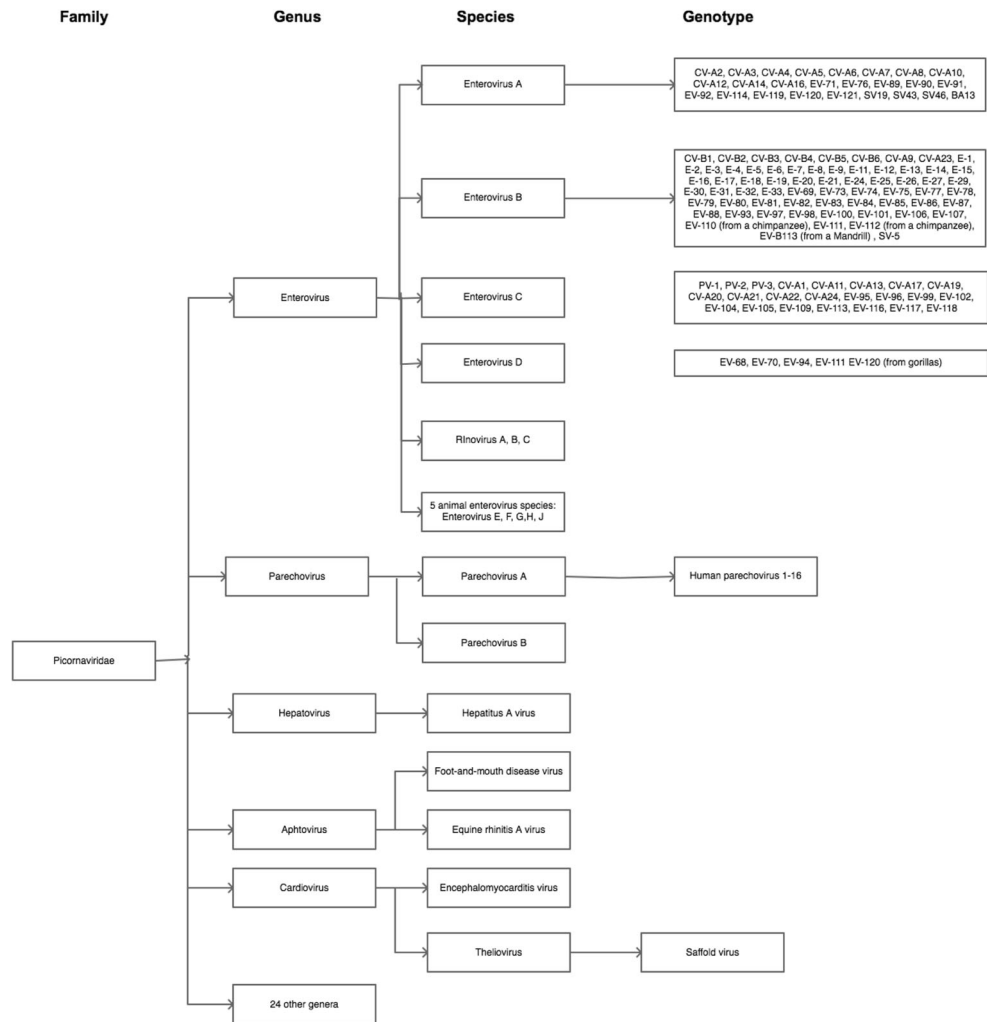 Family
Genus
Species
Genotype
Enterovirus A
CV-A2, CV-A3, CV-A4, CV-A5, CV-A6, CV-A7, CV-A8, CV-A10,
CV-A12, CV-A14, CV-A16, EV-71, EV-76, EV-89, EV-90, EV-91,
EV-92, EV-114, EV-119, EV-120, EV-121, SV19, SV43, SV46, BA13
Enterovirus B
CV-B1, CV-B2, CV-B3, CV-B4, CV-B5, CV-B6, CV-A9, CV-A23, E-1,
E-2, E-3, E-4, E-5, E-6, E-7, E-8, E-9, E-11, E-12, E-13, E-14, E-15,
E-16, E-17, E-18, E-19, E-20, E-21, E-24, E-25, E-26, E-27, E-29,
E-30, E-31, E-32, E-33, EV-69, EV-73, EV-74, EV-75, EV-77, EV-78,
EV-79, EV-80, EV-81, EV-82, EV-83, EV-84, EV-85, EV-86, EV-87,
EV-88, EV-93, EV-97, EV-98, EV-100, EV-101, EV-106, EV-107,
EV-110 (from a chimpanzee), EV-111, EV-112 (from a chimpanzee),
EV-B113 (from a Mandrill) , SV-5
Enterovirus
Enterovirus C
PV-1, PV-2, PV-3, CV-A1, CV-A11, CV-A13, CV-A17, CV-A19,
CV-A20, CV-A21, CV-A22, CV-A24, EV-95, EV-96, EV-99, EV-102,
EV-104, EV-105, EV-109, EV-113, EV-116, EV-117, EV-118
Enterovirus D
EV-68, EV-70, EV-94, EV-111 EV-120 (from gorillas)
RInovirus A, B, C
5 animal enterovirus species:
Enterovirus E, F, G,H, J
Parechovirus
Parechovirus A
Human parechovirus 1-16
Parechovirus B
Picornaviridae
Hepatovirus
Hepatitus A virus
Foot-and-mouth disease virus
Aphtovirus
Equine rhinitis A virus
Cardiovirus
Encephalomyocarditis virus
Theliovirus
Saffold virus
24 other genera